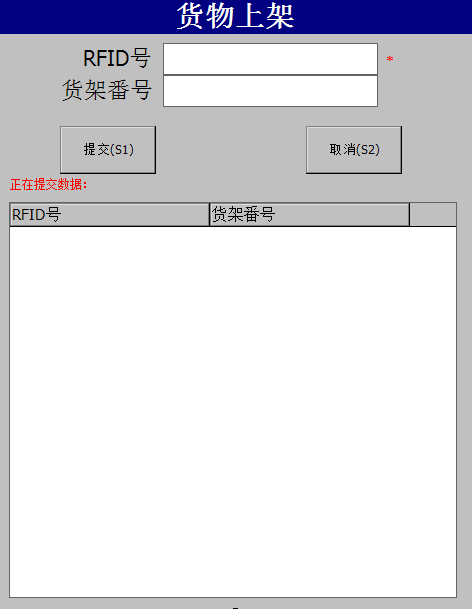 货物上架
RFID号 *
货架番号
提交(S1) 取消(S2)
正在提交数据:
RFID号 货架番号